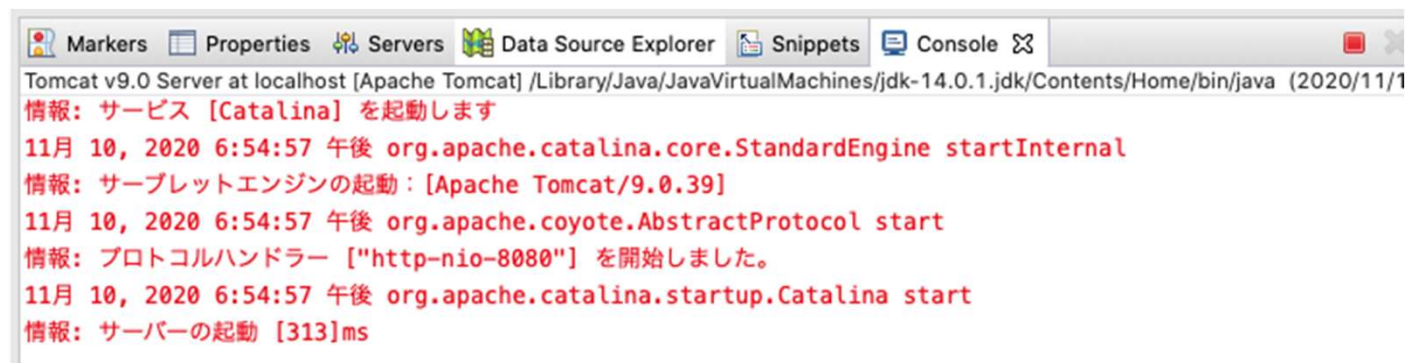 Markers Properties Servers Data Source Explorer Snippets Console
Tomcat v9.0 Server at localhost [Apache Tomcat] /Library/Java/JavaVirtualMachines/jdk-14.0.1.jdk/Contents/Home/bin/java (2020/11/1
情報: サービス [Catalina] を起動します
11月 10, 2020 6:54:57 午後 org.apache.catalina.core.StandardEngine startInternal
情報: サーブレットエンジンの起動：[Apache Tomcat/9.0.39]
11月 10, 2020 6:54:57 午後 org.apache.coyote.AbstractProtocol start
情報: プロトコルハンドラー ["http-nio-8080"] を開始しました。
11月 10, 2020 6:54:57 午後 org.apache.catalina.startup.Catalina start
情報: サーバーの起動 [313]ms